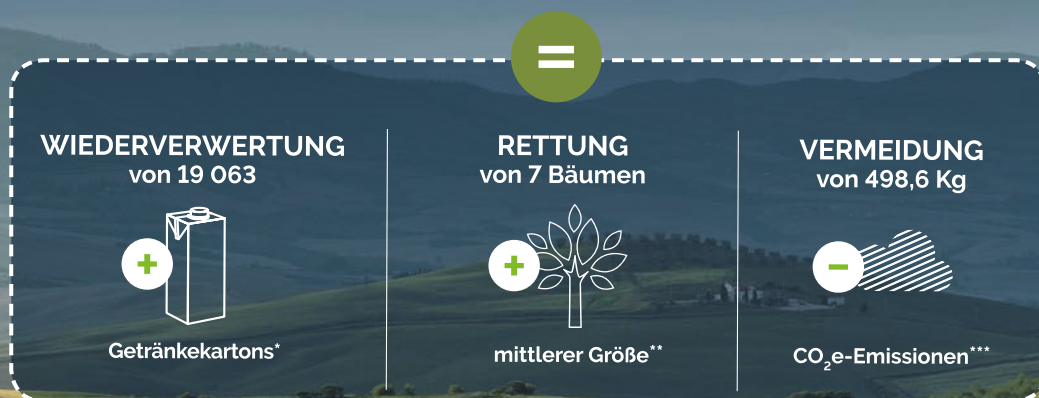 =
WIEDERVERWERTUNG
von 19 063
+
Getränkekartons*
RETTUNG
von 7 Bäumen
+
mittlerer Größe**
VERMEIDUNG
von 498,6 Kg
−
CO₂e-Emissionen***